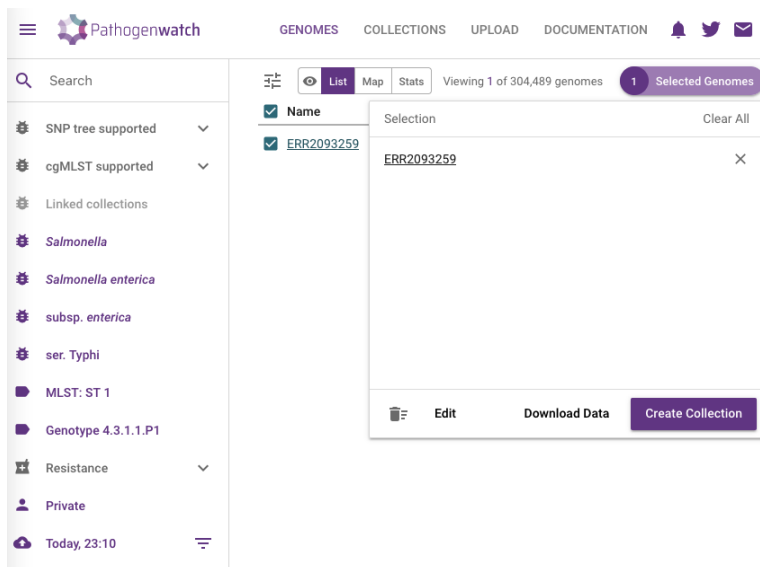 Pathogenwatch
GENOMES COLLECTIONS UPLOAD DOCUMENTATION
Search
List Map Stats Viewing 1 of 304,489 genomes 1 Selected Genomes
Name
Selection Clear All
SNP tree supported
ERR2093259
ERR2093259
cgMLST supported
Linked collections
Salmonella
Salmonella enterica
subsp. enterica
ser. Typhi
MLST: ST 1
Genotype 4.3.1.1.P1
Edit Download Data Create Collection
Resistance
Private
Today, 23:10